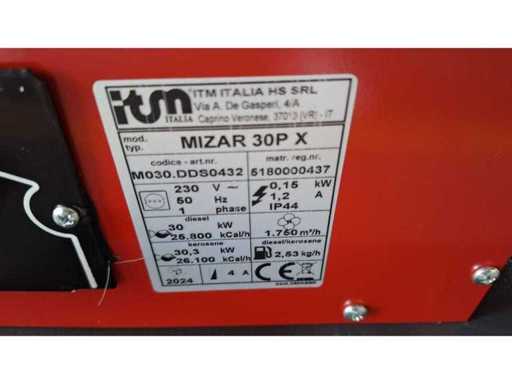 itm
ITALIA
ITM ITALIA HS SRL
Via A. De Gasperi, 4/A
Caprino Veronese, 37013 (VR) - IT
mod.
typ.
MIZAR 30P X
codice - art.nr.
M030.DDS0432
matr. reg.nr.
5180000437
230 V ~
50 Hz
1 phase
0,15 kW
1,2 A
IP44
diesel
30 kW
25.800 kCal/h
1.750 m³/h
kerosene
30,3 kW
26.100 kCal/h
diesel/kerosene
2,53 kg/h
2024
4 A
CE